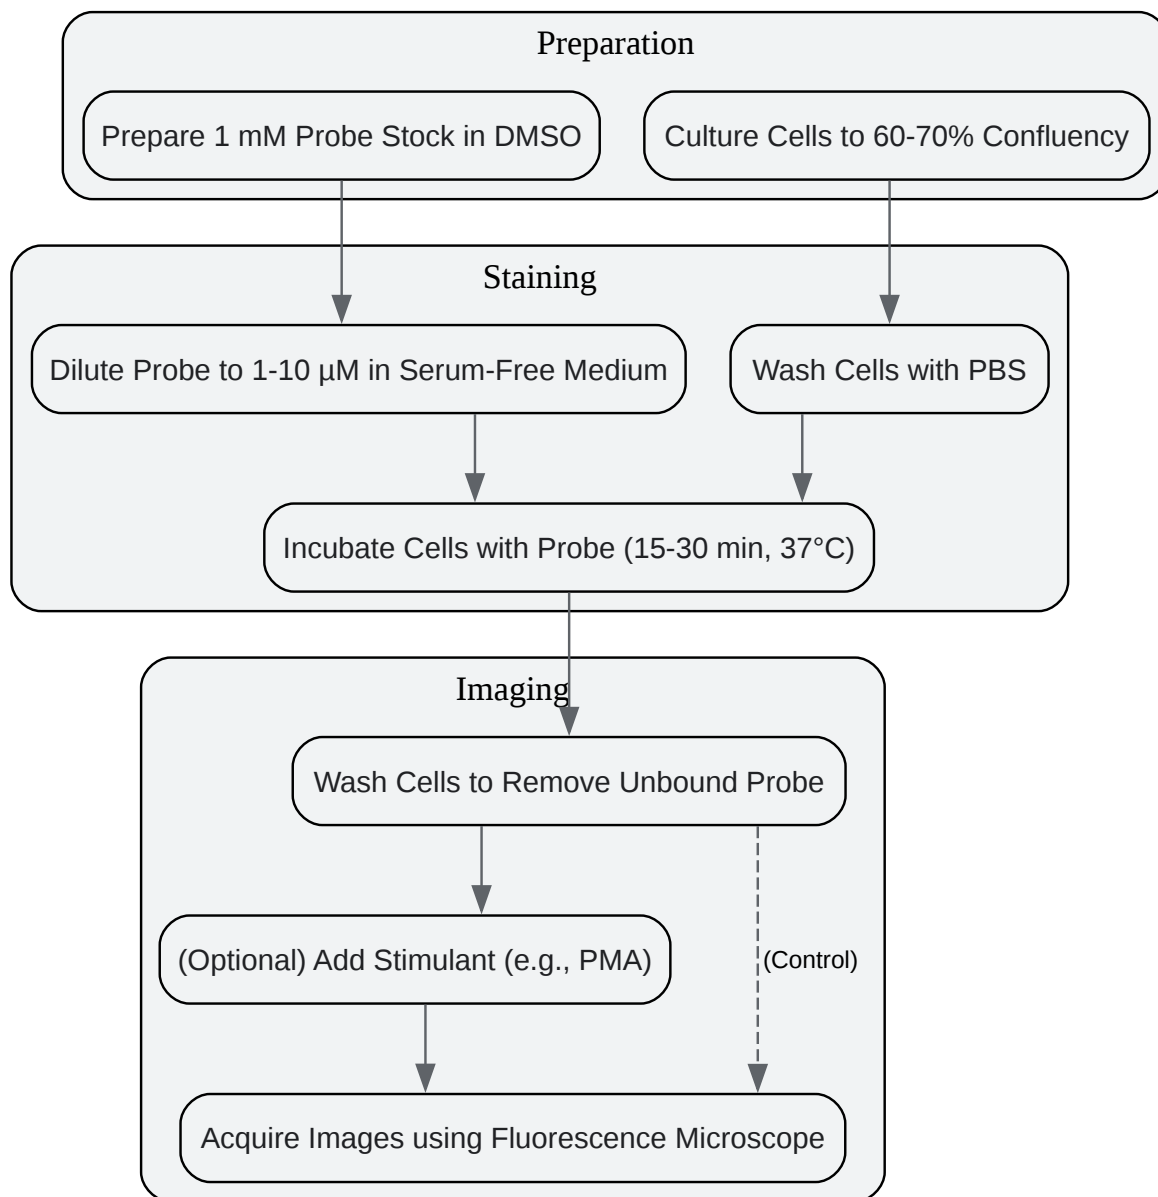 Preparation
Prepare 1 mM Probe Stock in DMSO
Culture Cells to 60-70% Confluency
Staining
Dilute Probe to 1-10 µM in Serum-Free Medium
Wash Cells with PBS
Incubate Cells with Probe (15-30 min, 37°C)
Imaging
Wash Cells to Remove Unbound Probe
(Optional) Add Stimulant (e.g., PMA)
(Control)
Acquire Images using Fluorescence Microscope